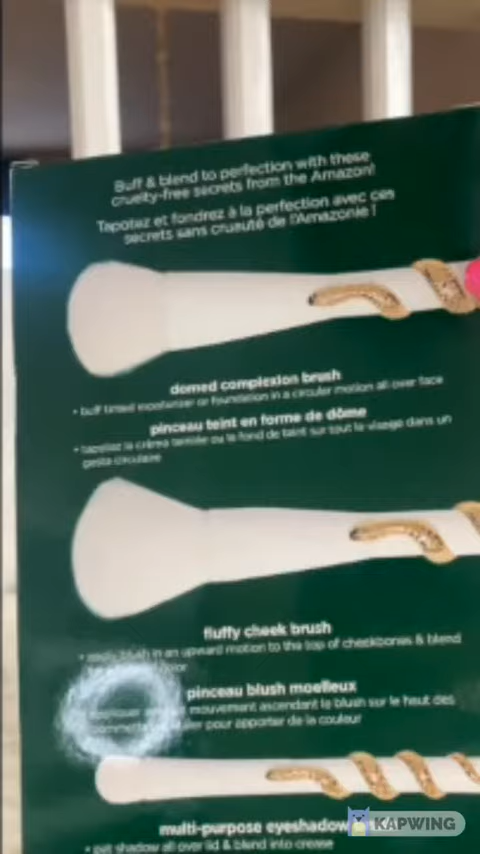 Buff & blend to perfection with these
cruelty-free secrets from the Amazon!
Tapotez et fondrez à la perfection avec ces
secrets sans cruauté de l'Amazonie !
domed complexion brush
• buff tinted moisturizer or foundation in a circular motion all over face
pinceau teint en forme de dôme
• tapotez la crème teintée ou le fond de teint sur tout le visage dans un
geste circulaire
fluffy cheek brush
• apply blush in an upward motion to the top of cheekbones & blend
color
pinceau blush moelleux
mouvement ascendant le blush sur le haut des
pour apporter de la couleur
multi-purpose eyeshadow
• pat shadow all over lid & blend into crease
KAPWING